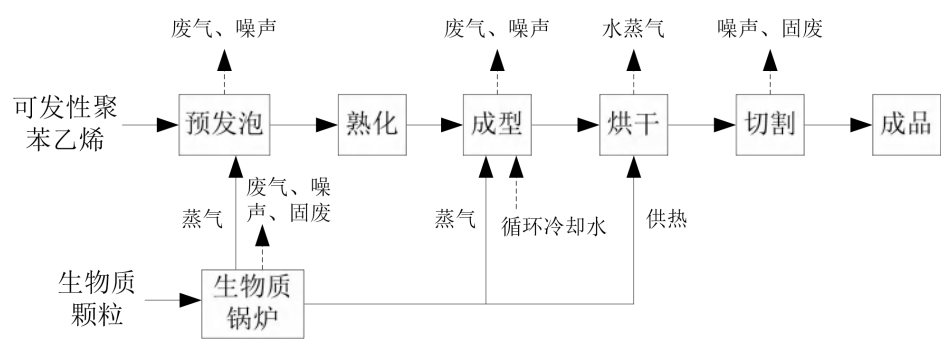 废气、噪声
废气、噪声
水蒸气
噪声、固废
可发性聚
苯乙烯
预发泡
熟化
成型
烘干
切割
成品
蒸气
废气、噪
声、固废
蒸气
循环冷却水
供热
生物质
颗粒
生物质
锅炉